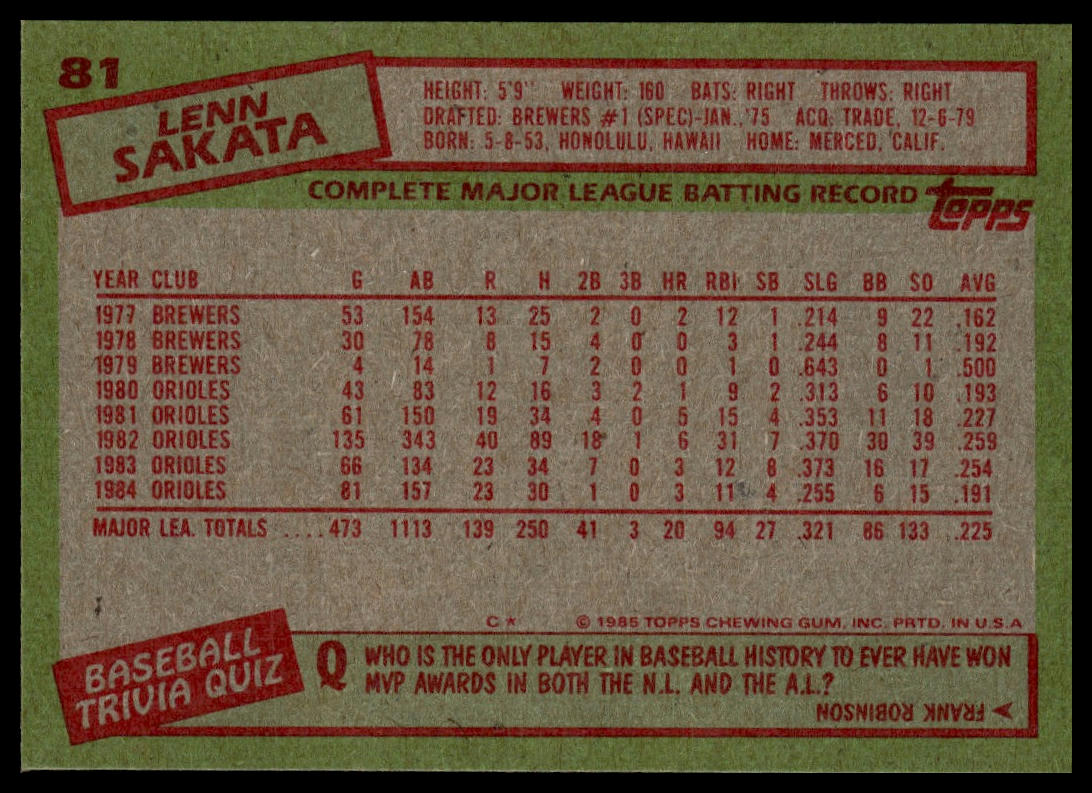 81
LENN
SAKATA
HEIGHT: 5'9" WEIGHT: 160 BATS: RIGHT THROWS: RIGHT
DRAFTED: BREWERS #1 (SPEC)-JAN.,'75 ACQ: TRADE, 12-6-79
BORN: 5-8-53, HONOLULU, HAWAII HOME: MERCED, CALIF.
COMPLETE MAJOR LEAGUE BATTING RECORD
TOPPS
YEAR CLUB G AB R H 2B 3B HR RBI SB SLG BB SO AVG
1977 BREWERS 53 154 13 25 2 0 2 12 1 .214 9 22 .162
1978 BREWERS 30 78 8 15 4 0 0 3 1 .244 8 11 .192
1979 BREWERS 4 14 1 7 2 0 0 1 0 .643 0 1 .500
1980 ORIOLES 43 83 12 16 3 2 1 9 2 .313 6 10 .193
1981 ORIOLES 61 150 19 34 4 0 5 15 4 .353 11 18 .227
1982 ORIOLES 135 343 40 89 18 1 6 31 7 .370 30 39 .259
1983 ORIOLES 66 134 23 34 7 0 3 12 8 .373 16 17 .254
1984 ORIOLES 81 157 23 30 1 0 3 11 4 .255 6 15 .191
MAJOR LEA. TOTALS .... 473 1113 139 250 41 3 20 94 27 .321 86 133 .225
C* © 1985 TOPPS CHEWING GUM, INC. PRTD. IN U.S.A
BASEBALL
TRIVIA QUIZ
Q WHO IS THE ONLY PLAYER IN BASEBALL HISTORY TO EVER HAVE WON
MVP AWARDS IN BOTH THE N.L. AND THE A.L.?
FRANK ROBINSON